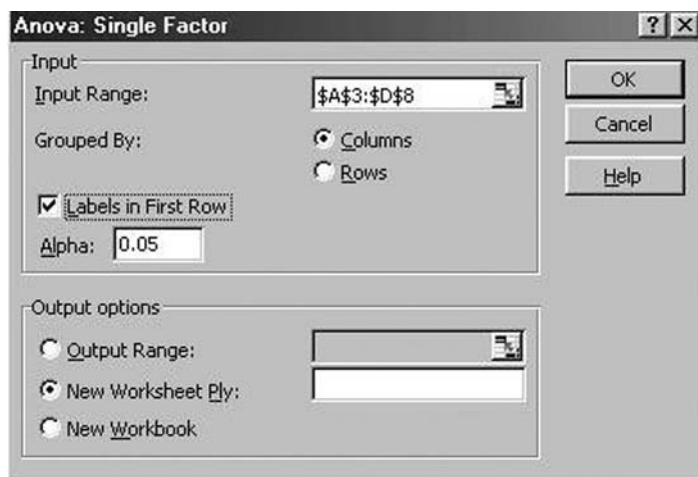 Anova: Single Factor
Input
Input Range: $A$3:$D$8
Grouped By: Columns
Rows
Labels in First Row
Alpha: 0.05
OK
Cancel
Help
Output options
Output Range:
New Worksheet Ply:
New Workbook